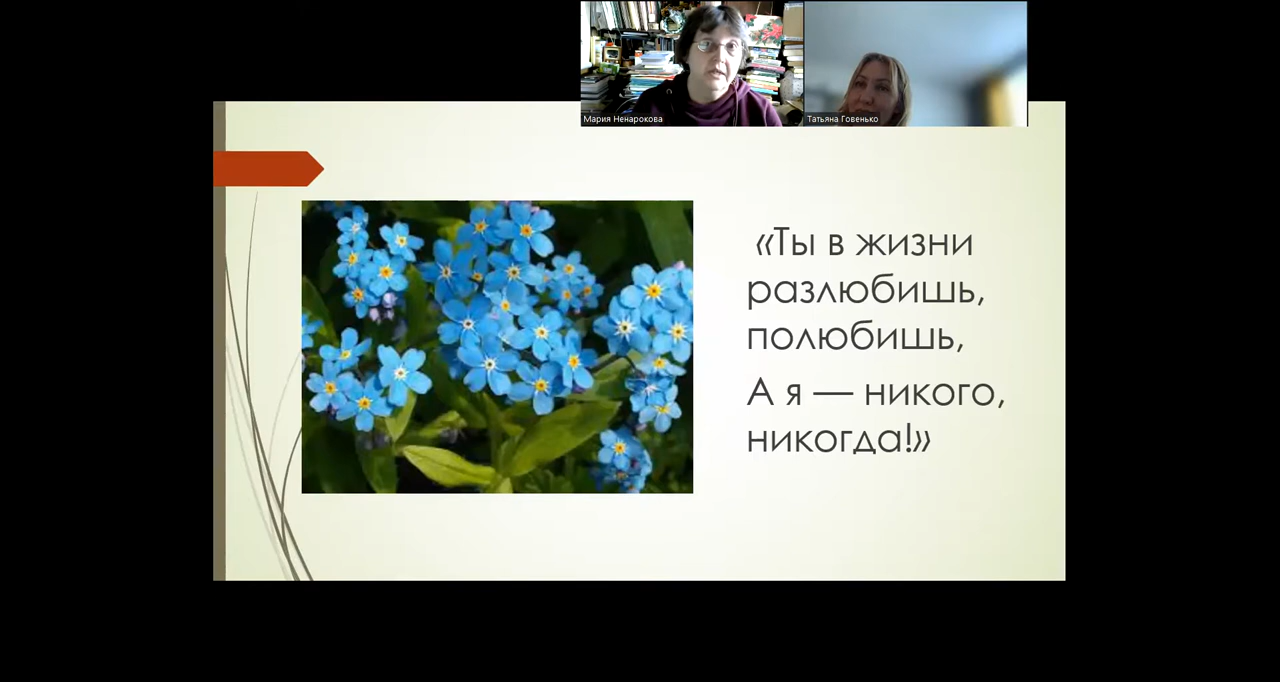 Мария Ненарокова
Татьяна Говенько
«Ты в жизни
разлюбишь,
полюбишь,
А я — никого,
никогда!»